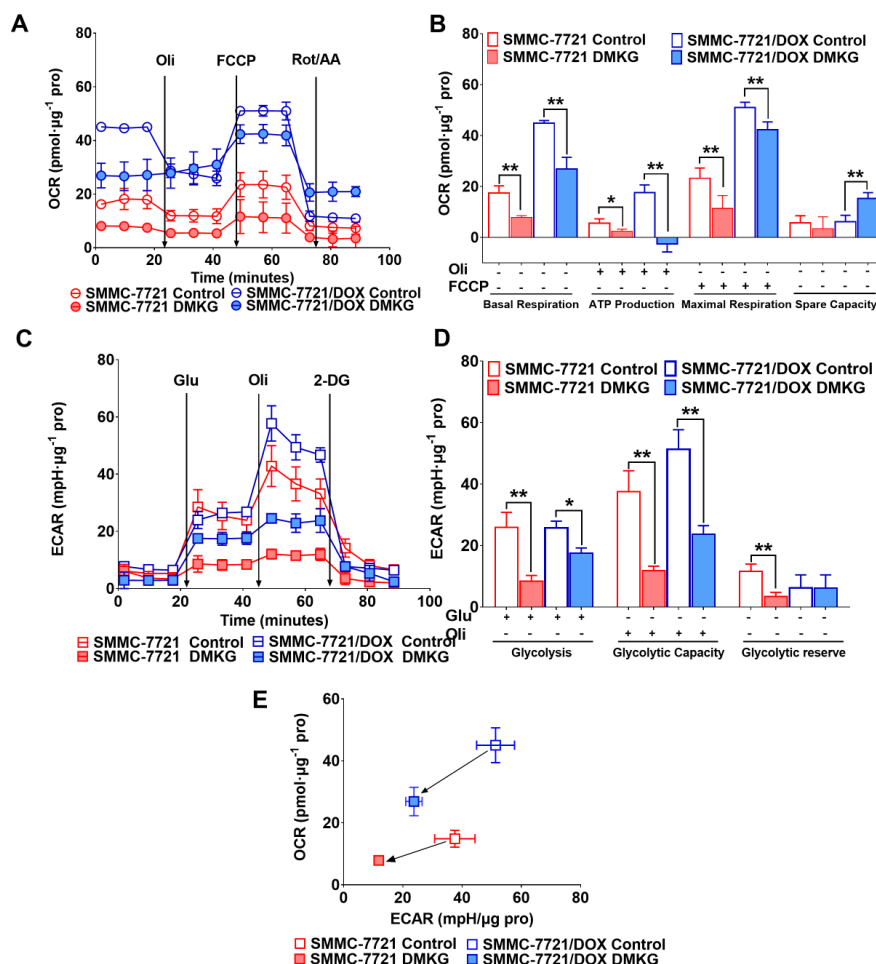 A
Oli FCCP Rot/AA
OCR (pmol·μg-1 pro)
80
60
40
20
0
0 20 40 60 80 100
Time (minutes)
SMMC-7721 Control SMMC-7721/DOX Control
SMMC-7721 DMKG SMMC-7721/DOX DMKG
B
SMMC-7721 Control SMMC-7721/DOX Control
SMMC-7721 DMKG SMMC-7721/DOX DMKG
OCR (pmol·μg-1 pro)
80
60
40
20
0
** ** * ** ** ** **
Oli - - - - + + + + - - - - - - - -
FCCP - - - - - - - - + + + + - - - -
Basal Respiration ATP Production Maximal Respiration Spare Capacity
C
Glu Oli 2-DG
ECAR (mpH·μg-1 pro)
80
60
40
20
0
0 20 40 60 80 100
Time (minutes)
SMMC-7721 Control SMMC-7721/DOX Control
SMMC-7721 DMKG SMMC-7721/DOX DMKG
D
SMMC-7721 Control SMMC-7721/DOX Control
SMMC-7721 DMKG SMMC-7721/DOX DMKG
ECAR (mpH·μg-1 pro)
80
60
40
20
0
** * ** ** **
Glu + + + + - - - - - - - -
Oli - - - - + + + + - - - -
Glycolysis Glycolytic Capacity Glycolytic reserve
E
OCR (pmol·μg-1 pro)
60
40
20
0
0 20 40 60 80
ECAR (mpH/μg pro)
SMMC-7721 Control SMMC-7721/DOX Control
SMMC-7721 DMKG SMMC-7721/DOX DMKG